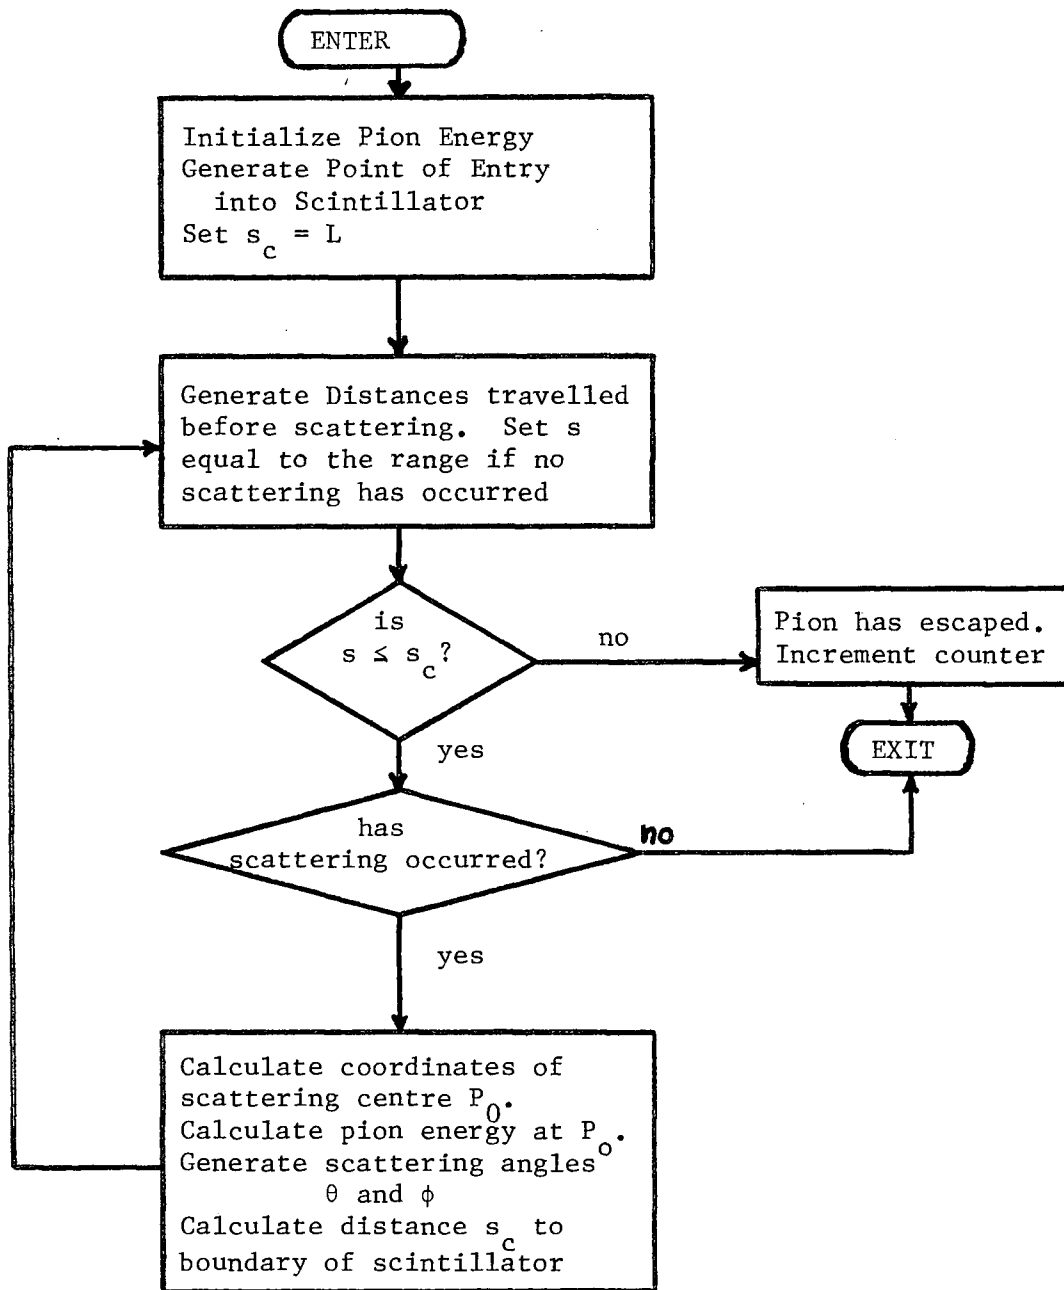 ENTER
Initialize Pion Energy
Generate Point of Entry
into Scintillator
Set s_c = L
Generate Distances travelled
before scattering. Set s
equal to the range if no
scattering has occurred
is
s ≤ s_c?
no
Pion has escaped.
Increment counter
yes
EXIT
has
scattering occurred?
no
yes
Calculate coordinates of
scattering centre P_0.
Calculate pion energy at P_o.
Generate scattering angles
θ and ϕ
Calculate distance s_c to
boundary of scintillator